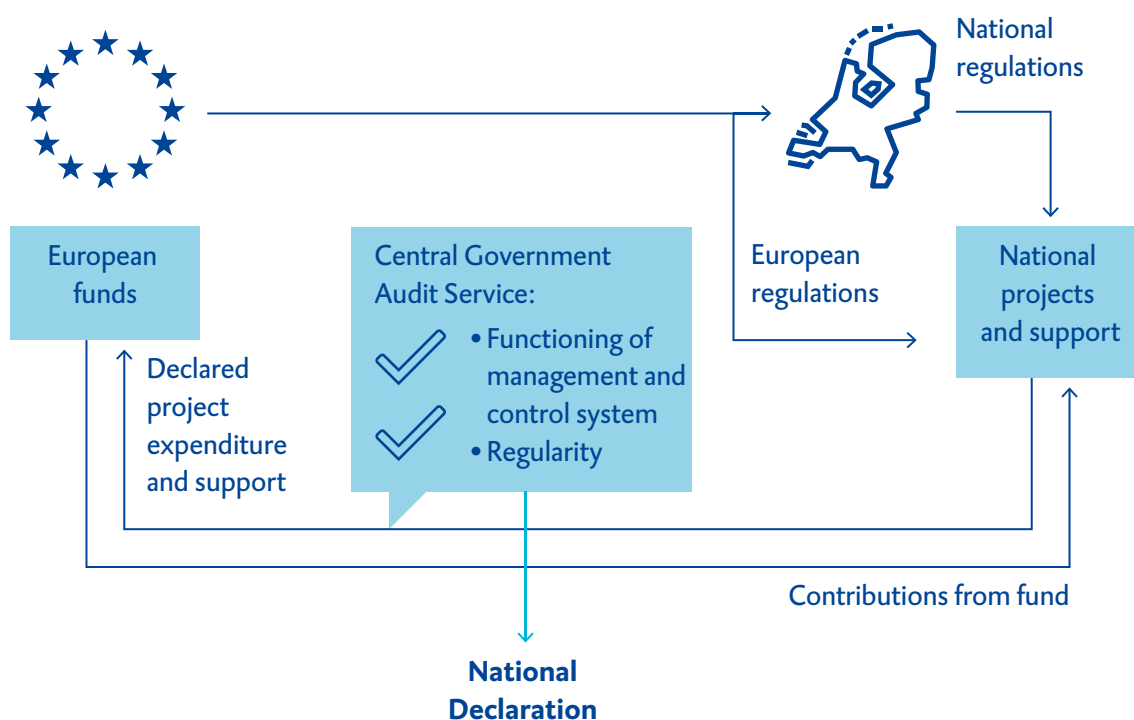 National
regulations
European
funds
Central Government
Audit Service:
• Functioning of
management and
control system
• Regularity
European
regulations
National
projects
and support
Declared
project
expenditure
and support
Contributions from fund
National
Declaration